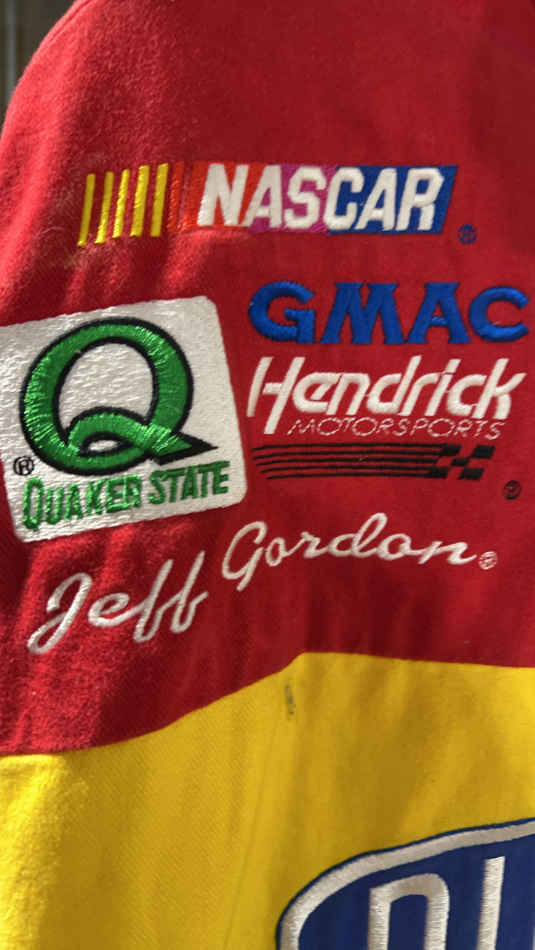 NASCAR ®
GMAC
Hendrick
MOTORSPORTS
®
Q
®
QUAKER STATE
Jeff Gordon ®